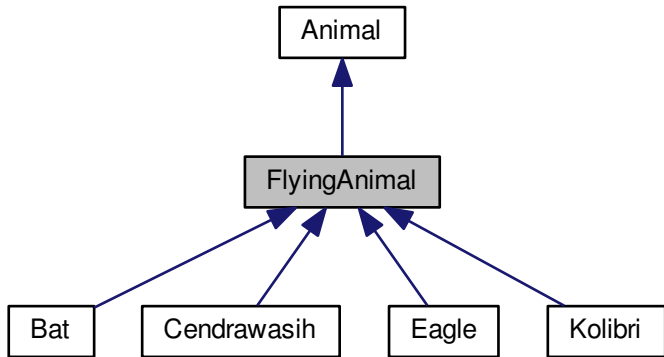 Animal
FlyingAnimal
Bat
Cendrawasih
Eagle
Kolibri